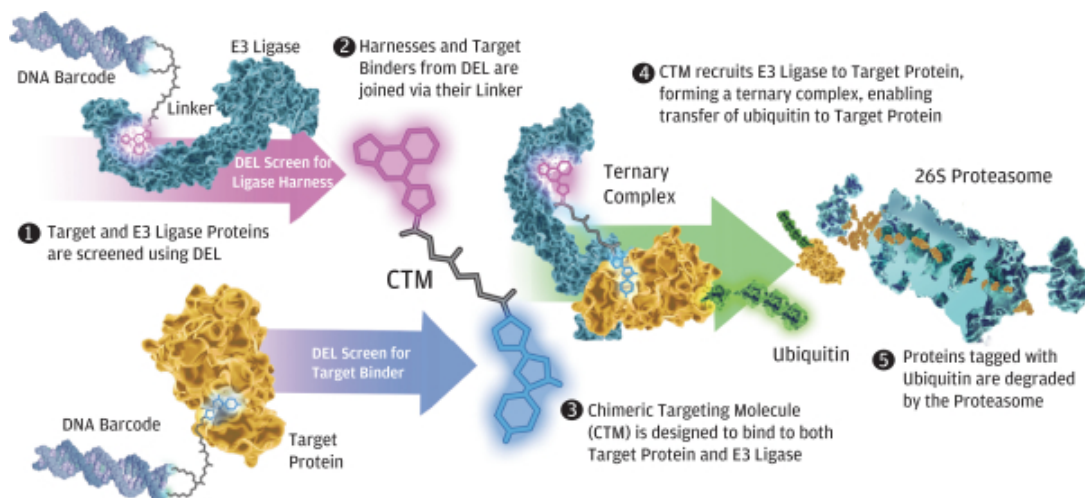 DNA Barcode
E3 Ligase
Linker
DEL Screen for
Ligase Harness
1 Target and E3 Ligase Proteins
are screened using DEL
2 Harnesses and Target
Binders from DEL are
joined via their Linker
CTM
DEL Screen for
Target Binder
DNA Barcode
Target
Protein
3 Chimeric Targeting Molecule
(CTM) is designed to bind to both
Target Protein and E3 Ligase
4 CTM recruits E3 Ligase to Target Protein,
forming a ternary complex, enabling
transfer of ubiquitin to Target Protein
Ternary
Complex
Ubiquitin
26S Proteasome
5 Proteins tagged with
Ubiquitin are degraded
by the Proteasome